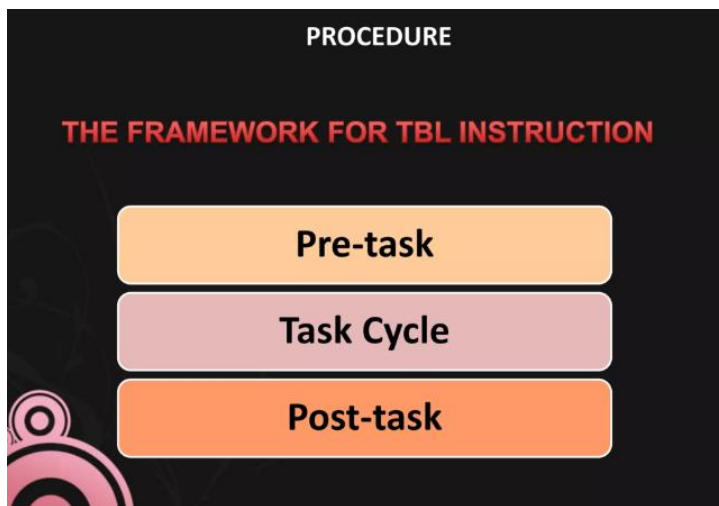 PROCEDURE
THE FRAMEWORK FOR TBL INSTRUCTION
Pre-task
Task Cycle
Post-task